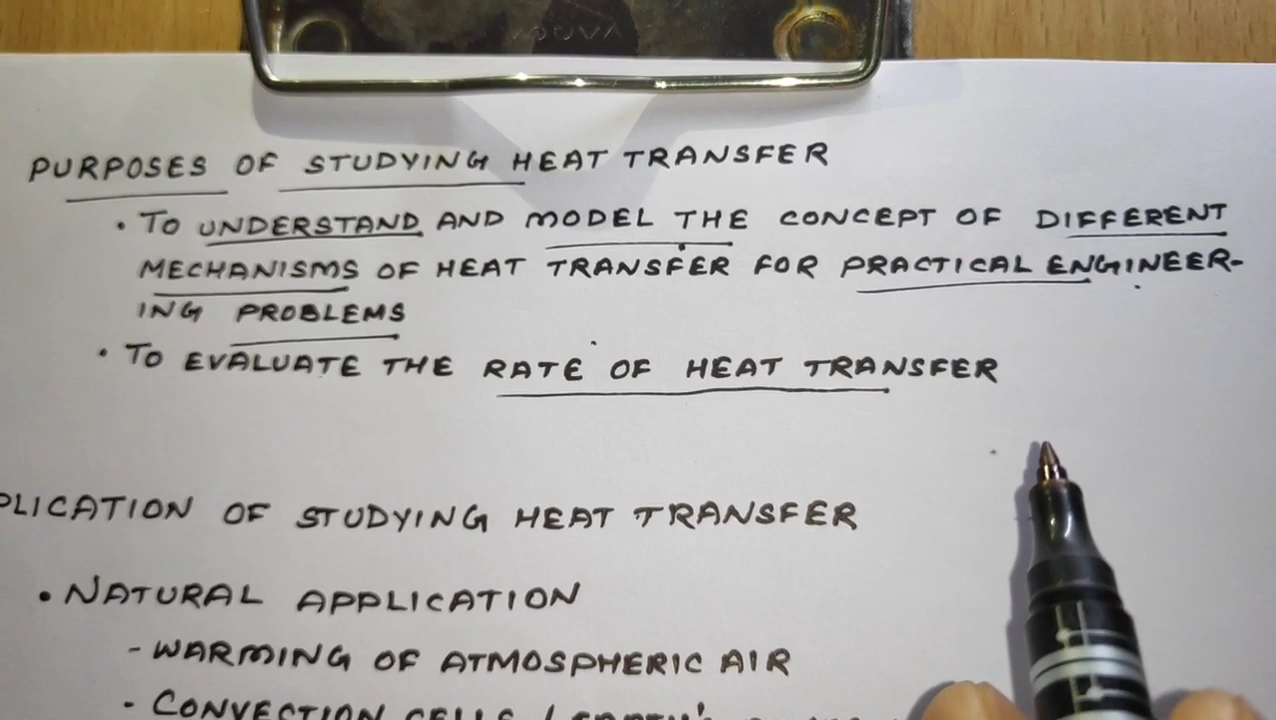 PURPOSES OF STUDYING HEAT TRANSFER
• TO UNDERSTAND AND MODEL THE CONCEPT OF DIFFERENT
MECHANISMS OF HEAT TRANSFER FOR PRACTICAL ENGINEER-
ING PROBLEMS
• TO EVALUATE THE RATE OF HEAT TRANSFER
PLICATION OF STUDYING HEAT TRANSFER
• NATURAL APPLICATION
- WARMING OF ATMOSPHERIC AIR
- CONVECTION CELLS / EARTH'S